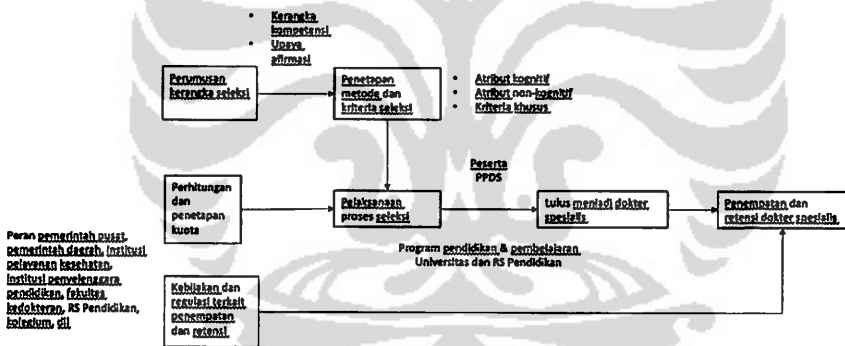 • Kerangka
kompetensi
• Upaya
afirmasi
Perumusan
kerangka seleksi
Penetapan
metode dan
kriteria seleksi
• Atribut kognitif
• Atribut non-kognitif
• Kriteria khusus
Perhitungan
dan
penetapan
kuota
Pelaksanaan
proses seleksi
Peserta
PPDS
Lulus menjadi dokter
spesialis
Penempatan dan
retensi dokter spesialis
Program pendidikan & pembelajaran
Universitas dan RS Pendidikan
Peran pemerintah pusat,
pemerintah daerah, institusi
pelayanan kesehatan,
institusi penyelenggara
pendidikan, fakultas
kedokteran, RS Pendidikan,
kolegium, dll
Kebijakan dan
regulasi terkait
penempatan
dan retensi